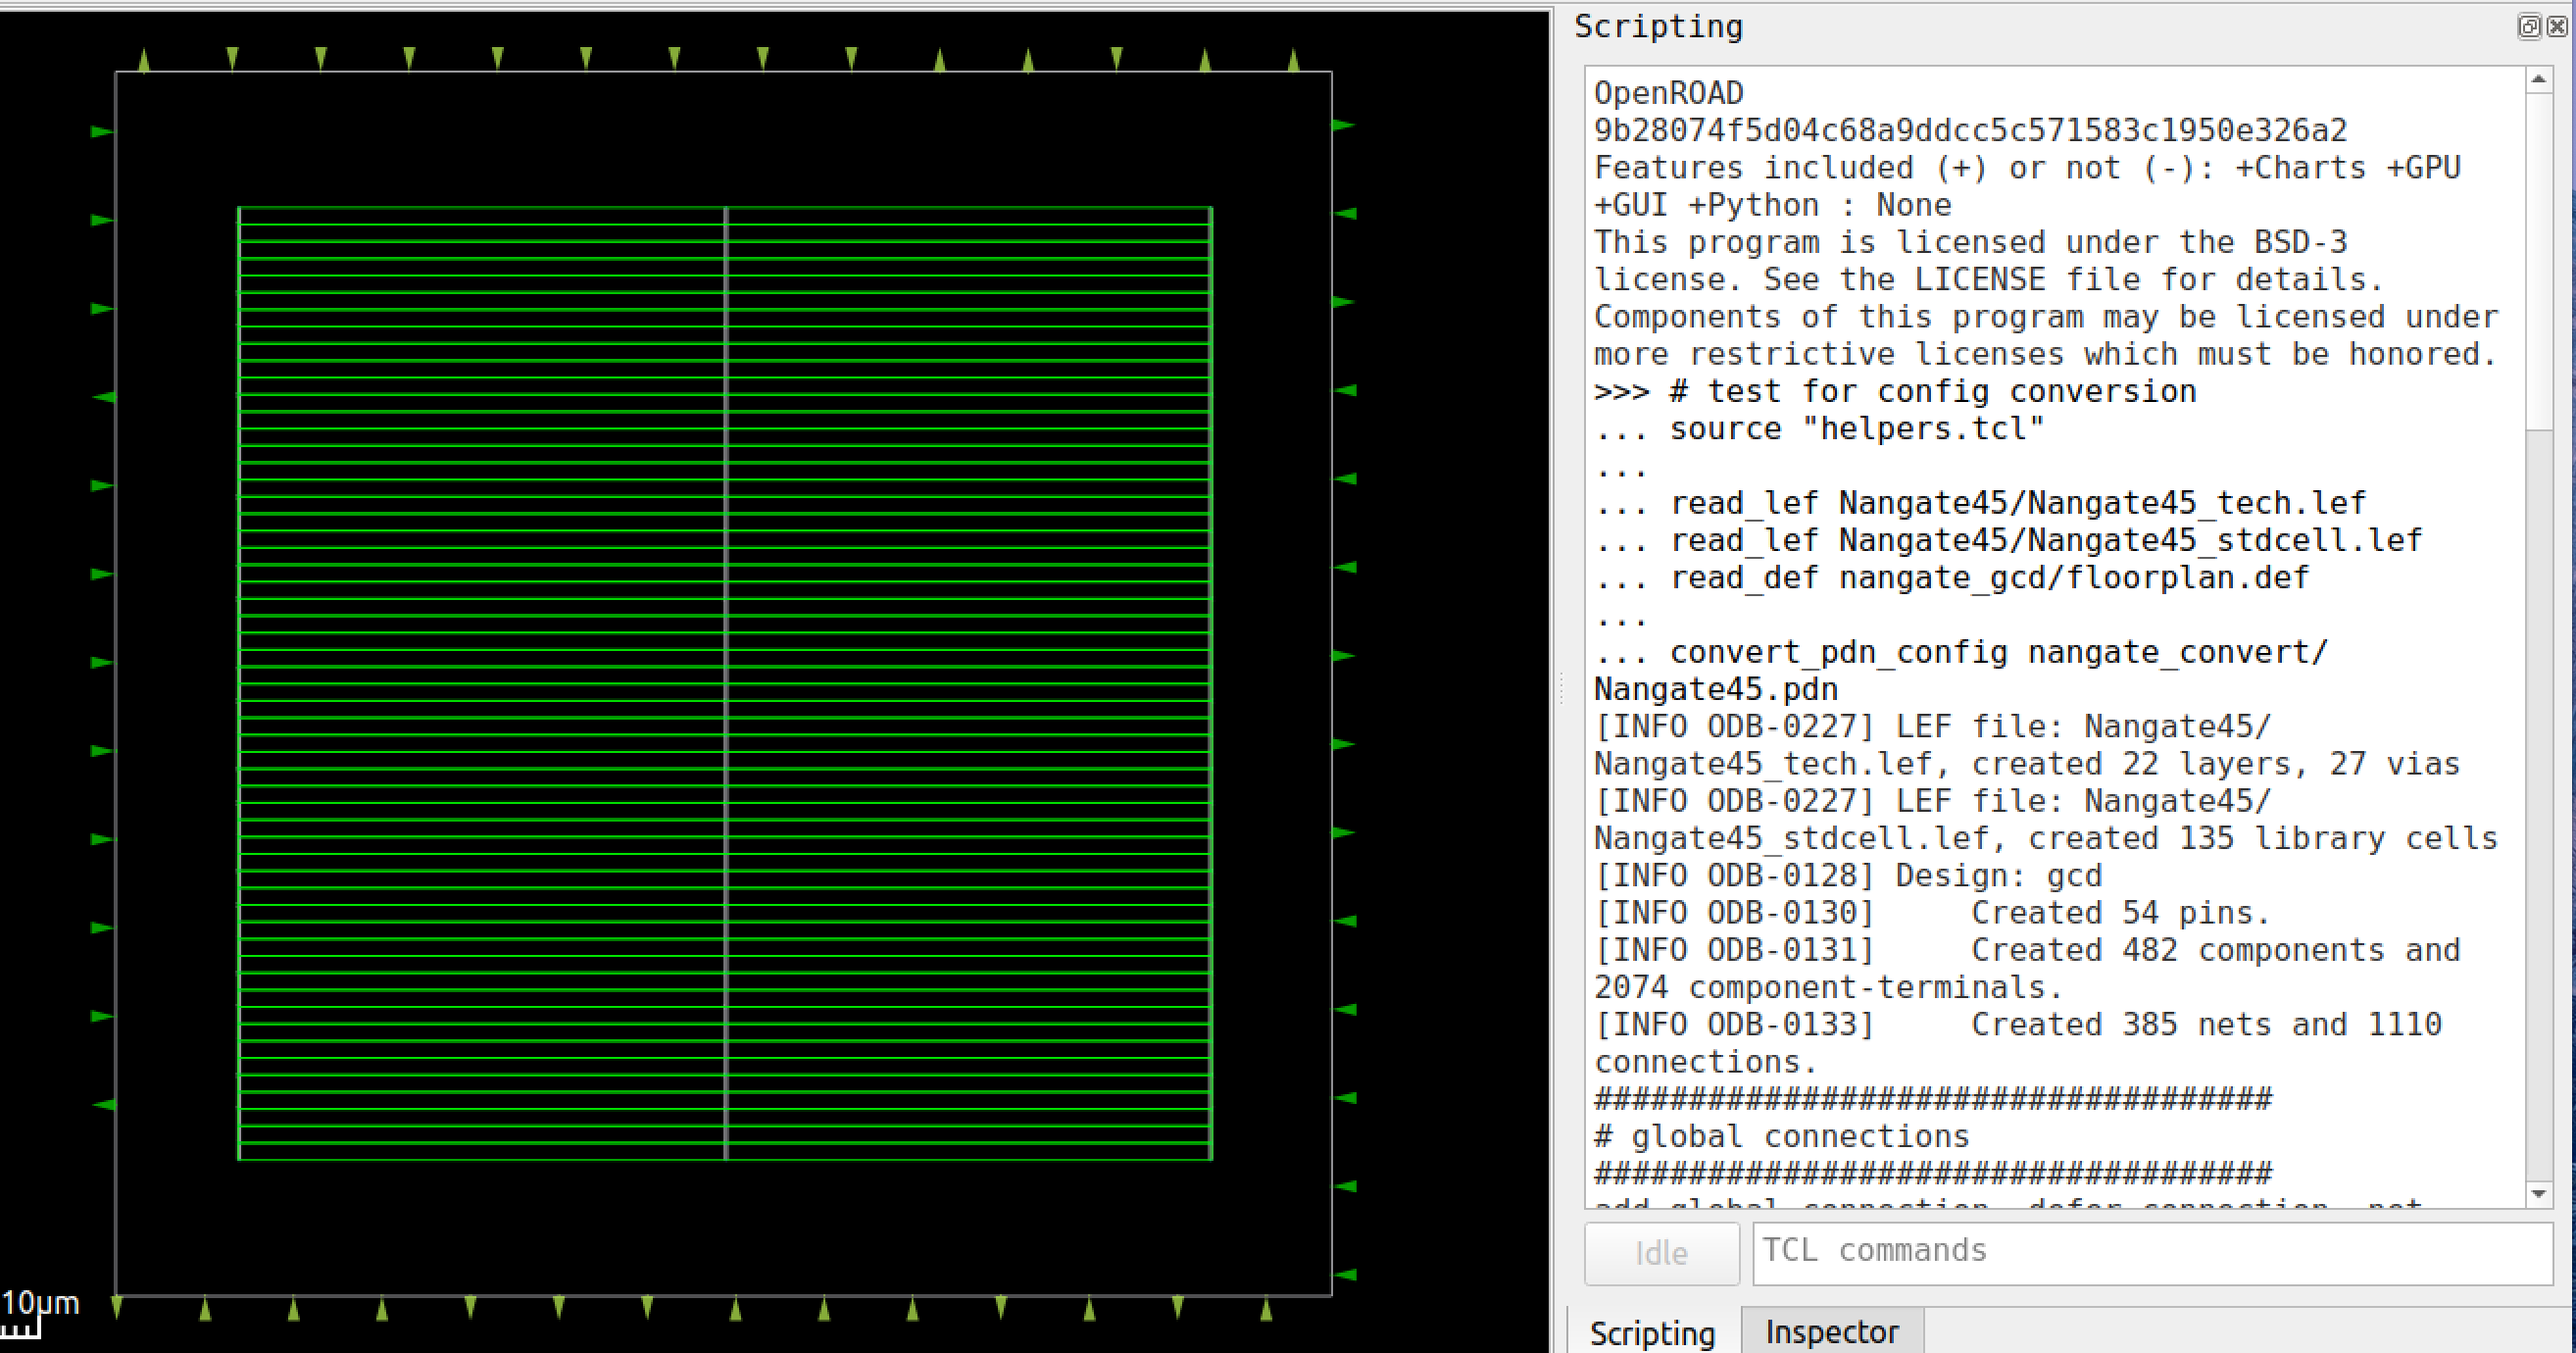 Scripting
OpenROAD
9b28074f5d04c68a9ddcc5c571583c1950e326a2
Features included (+) or not (-): +Charts +GPU
+GUI +Python : None
This program is licensed under the BSD-3
license. See the LICENSE file for details.
Components of this program may be licensed under
more restrictive licenses which must be honored.
>>> # test for config conversion
... source "helpers.tcl"
...
... read_lef Nangate45/Nangate45_tech.lef
... read_lef Nangate45/Nangate45_stdcell.lef
... read_def nangate_gcd/floorplan.def
...
... convert_pdn_config nangate_convert/
Nangate45.pdn
[INFO ODB-0227] LEF file: Nangate45/
Nangate45_tech.lef, created 22 layers, 27 vias
[INFO ODB-0227] LEF file: Nangate45/
Nangate45_stdcell.lef, created 135 library cells
[INFO ODB-0128] Design: gcd
[INFO ODB-0130]     Created 54 pins.
[INFO ODB-0131]     Created 482 components and
2074 component-terminals.
[INFO ODB-0133]     Created 385 nets and 1110
connections.
####################################
# global connections
####################################
Idle
TCL commands
Scripting
Inspector
10μm